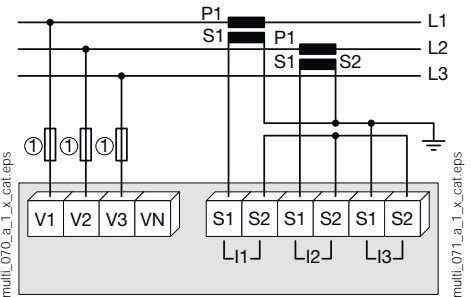 P1 L1
S1 P1 L2
S1 S2 L3
① ① ①
V1 V2 V3 VN S1 S2 S1 S2 S1 S2
I1 I2 I3
multi_070_a_1_x_cat.eps
multi_071_a_1_x_cat.eps